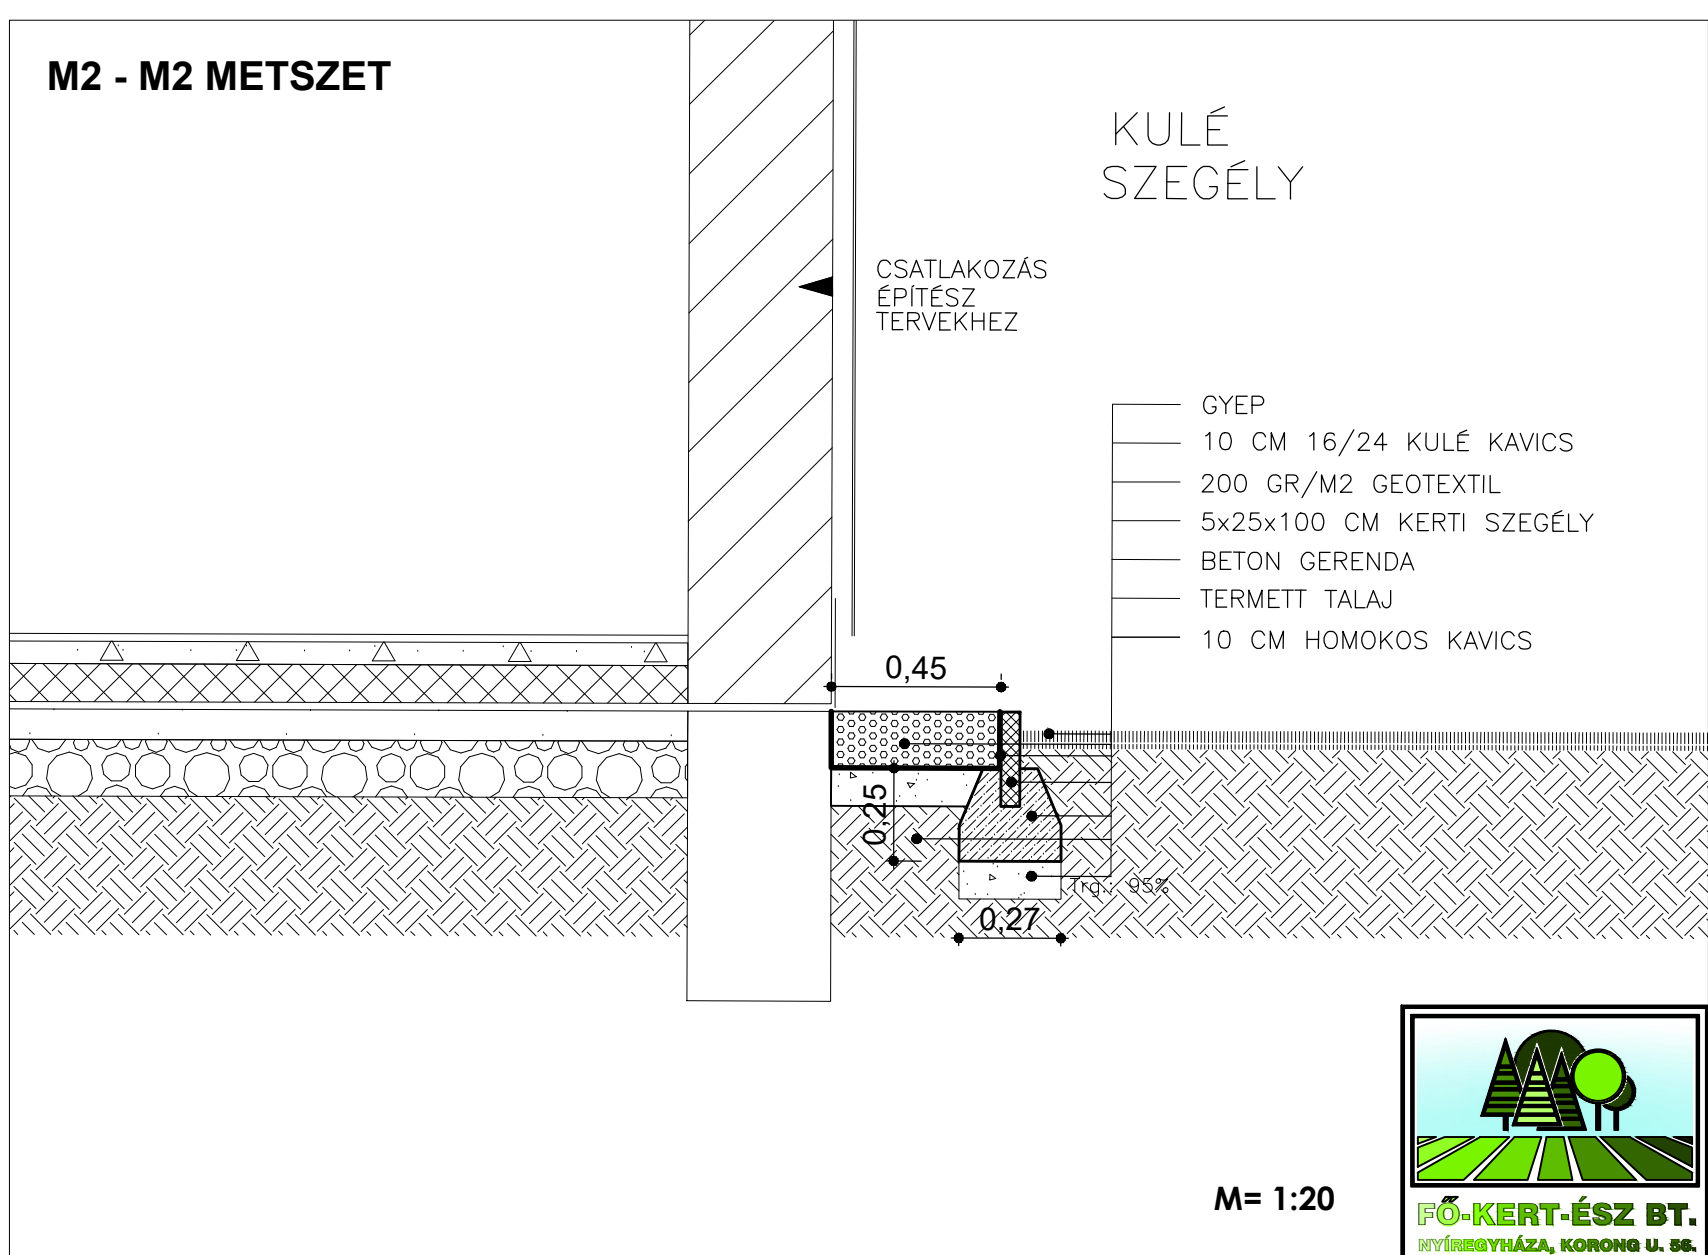 M2 - M2 METSZET
KULÉ
SZEGÉLY
CSATLAKOZÁS
ÉPÍTÉSZ
TERVEKHEZ
GYEP
10 CM 16/24 KULÉ KAVICS
200 GR/M2 GEOTEXTIL
5x25x100 CM KERTI SZEGÉLY
BETON GERENDA
TERMETT TALAJ
10 CM HOMOKOS KAVICS
0,45
0,25
Trg.: 95%
0,27
M= 1:20
FŐ-KERT-ÉSZ BT.
NYÍREGYHÁZA, KORONG U. 56.